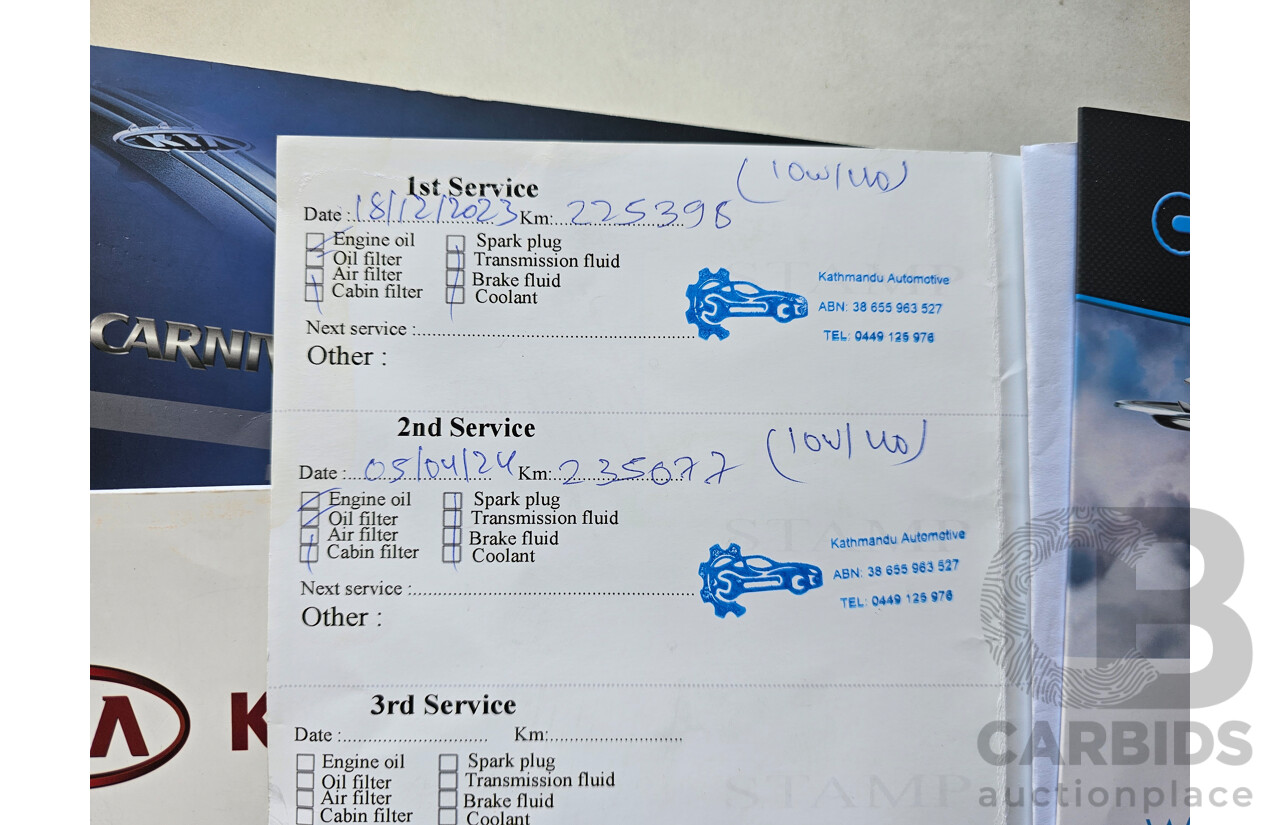 KIA
CARNIV
1st Service
(10W/40)
Date : 18/12/2023 Km: 225398
Engine oil
Oil filter
Air filter
Cabin filter
Spark plug
Transmission fluid
Brake fluid
Coolant
Kathmandu Automotive
ABN: 38 655 963 527
TEL: 0449 125 976
Next service :
Other :
2nd Service
(10W/40)
Date : 05/04/24 Km: 235077
Engine oil
Oil filter
Air filter
Cabin filter
Spark plug
Transmission fluid
Brake fluid
Coolant
STAMP
Kathmandu Automotive
ABN: 38 655 963 527
TEL: 0449 125 976
Next service :
Other :
3rd Service
Date : Km:
Engine oil
Oil filter
Air filter
Cabin filter
Spark plug
Transmission fluid
Brake fluid
Coolant
STAMP
K
CB
CARBIDS
auctionplace